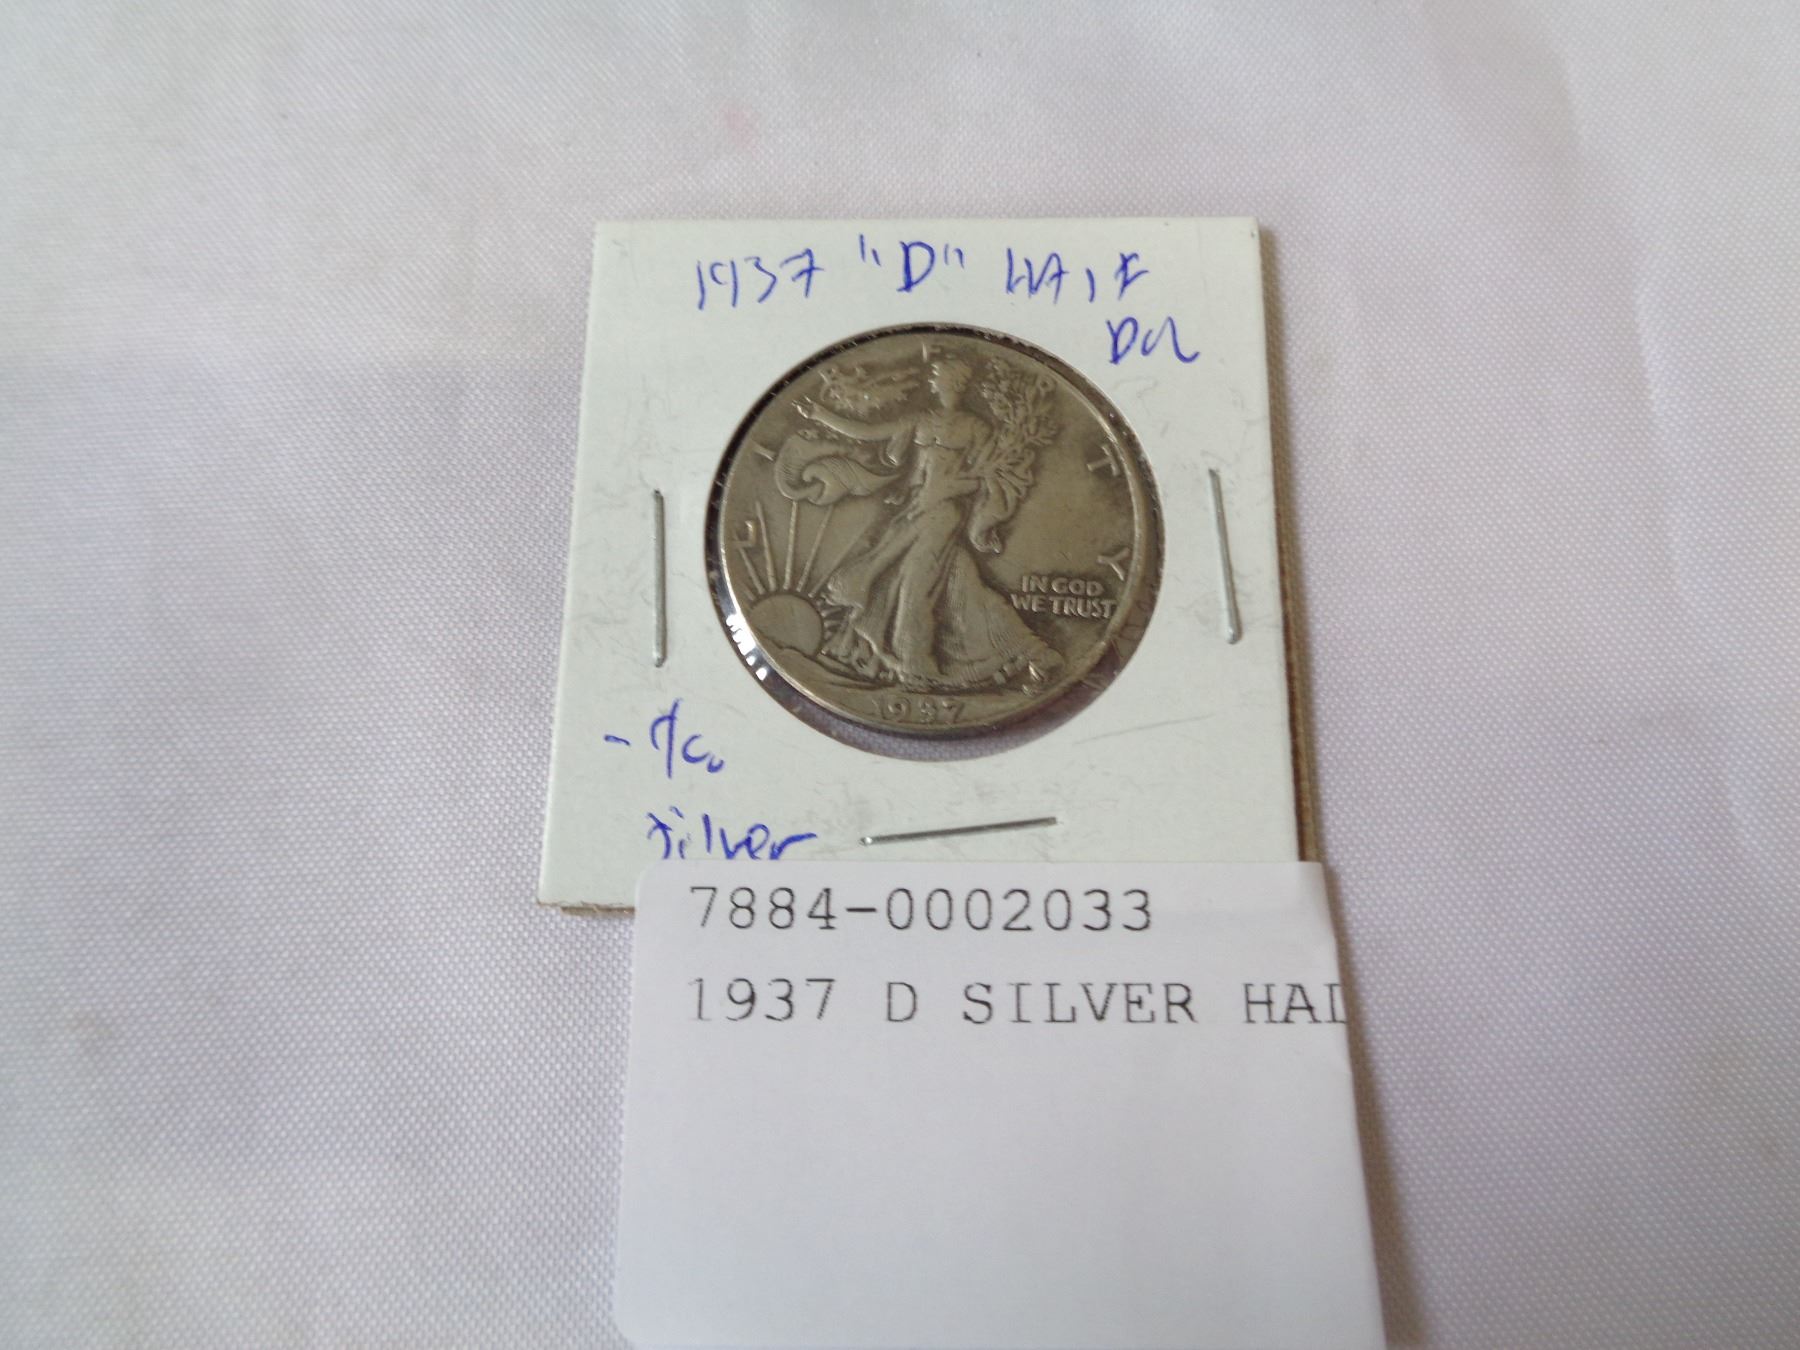 1937 "D" HAlF
Dol
LIBERTY
IN GOD
WE TRUST
1937
silver
7884-0002033
1937 D SILVER HAL